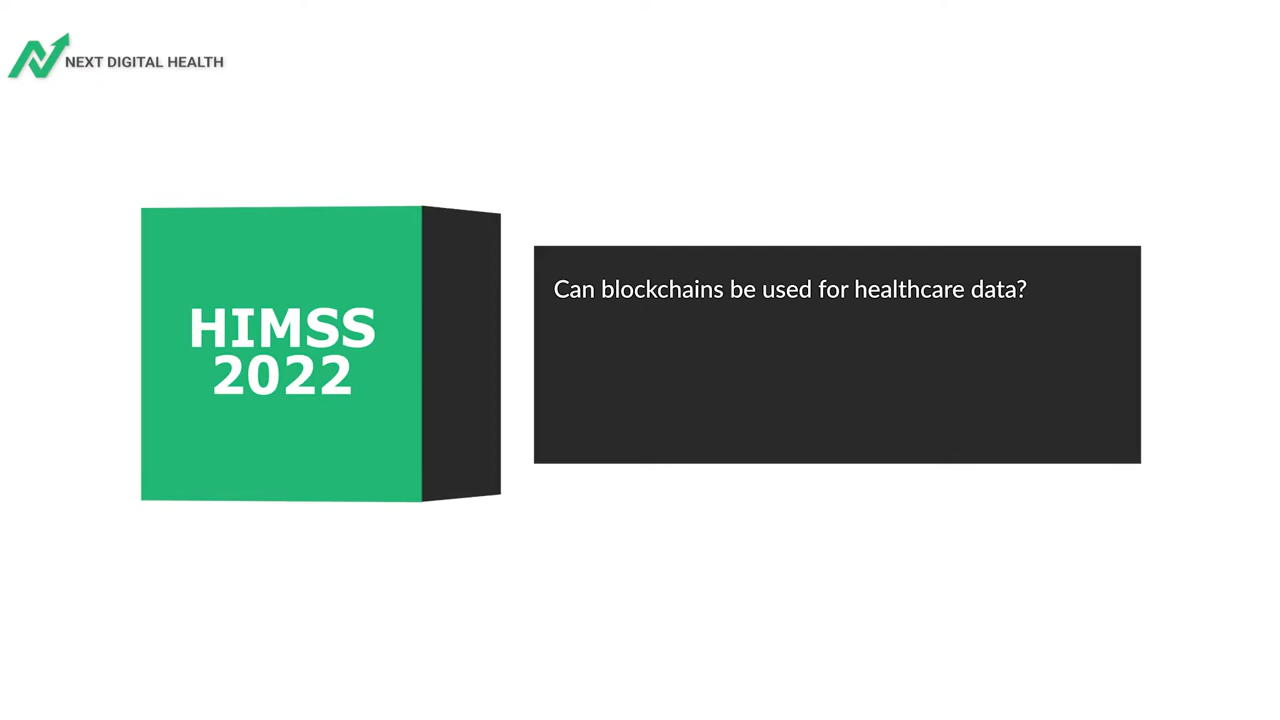 NEXT DIGITAL HEALTH
HIMSS
2022
Can blockchains be used for healthcare data?